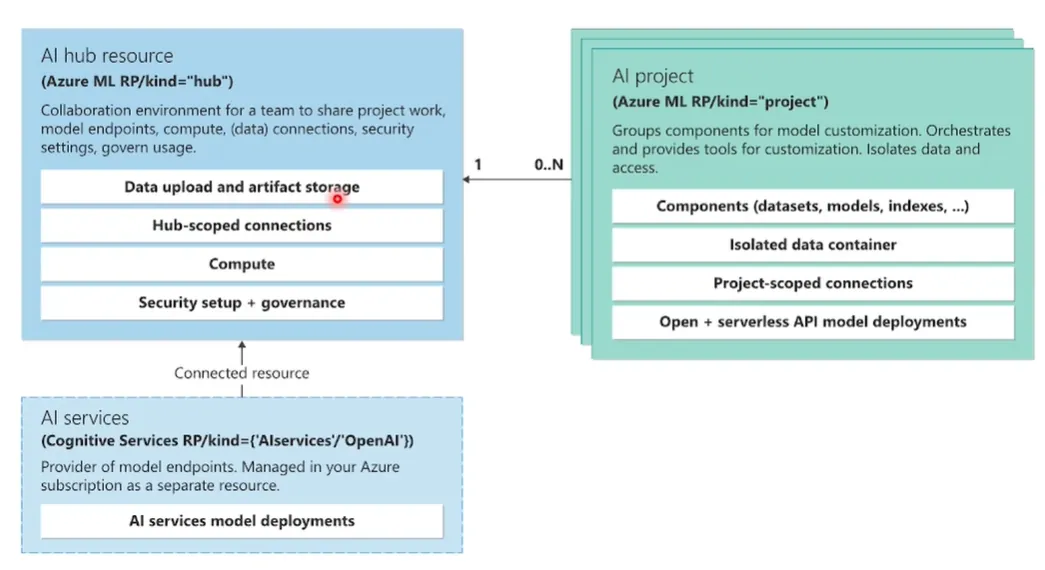 AI hub resource
(Azure ML RP/kind="hub")
Collaboration environment for a team to share project work,
model endpoints, compute, (data) connections, security
settings, govern usage.
Data upload and artifact storage
Hub-scoped connections
Compute
Security setup + governance
1
0..N
AI project
(Azure ML RP/kind="project")
Groups components for model customization. Orchestrates
and provides tools for customization. Isolates data and
access.
Components (datasets, models, indexes, ...)
Isolated data container
Project-scoped connections
Open + serverless API model deployments
Connected resource
AI services
(Cognitive Services RP/kind={'AIservices'/'OpenAI'})
Provider of model endpoints. Managed in your Azure
subscription as a separate resource.
AI services model deployments